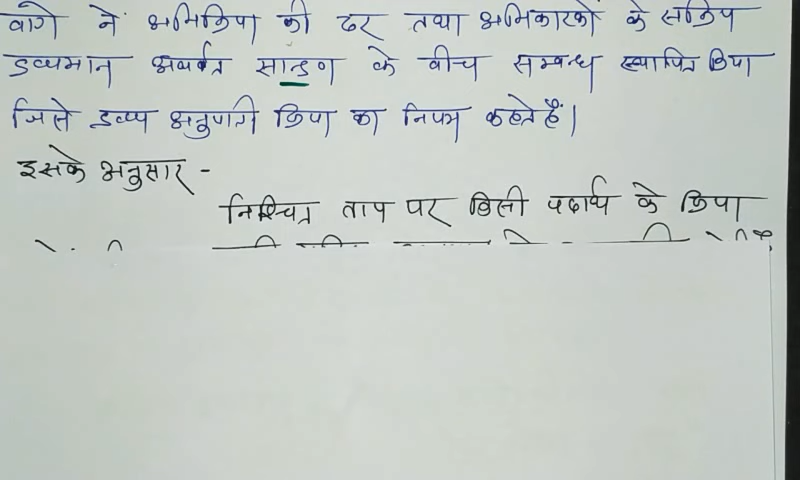 वागे ने अभिक्रिया की दर तथा अभिकारकों के सक्रिय
द्रव्यमान अर्थात सान्द्रण के बीच सम्बन्ध स्थापित किया
जिसे द्रव्य अनुपाती क्रिया का नियम कहते हैं।
इसके अनुसार -
निश्चित ताप पर किसी पदार्थ के क्रिया